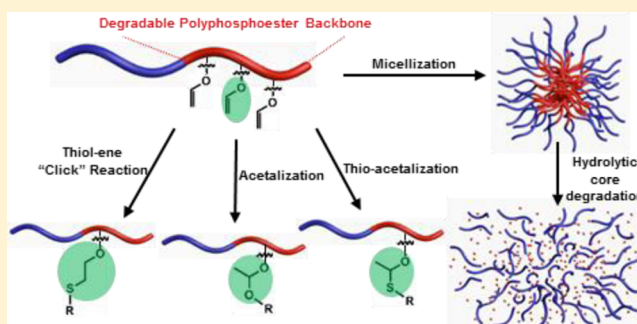 Degradable Polyphosphoester Backbone
Micellization
Thiol-ene
"Click" Reaction
Acetalization
Thio-acetalization
Hydrolytic
core
degradation
O
O
O
O
S
R
O
O
R
O
S
R